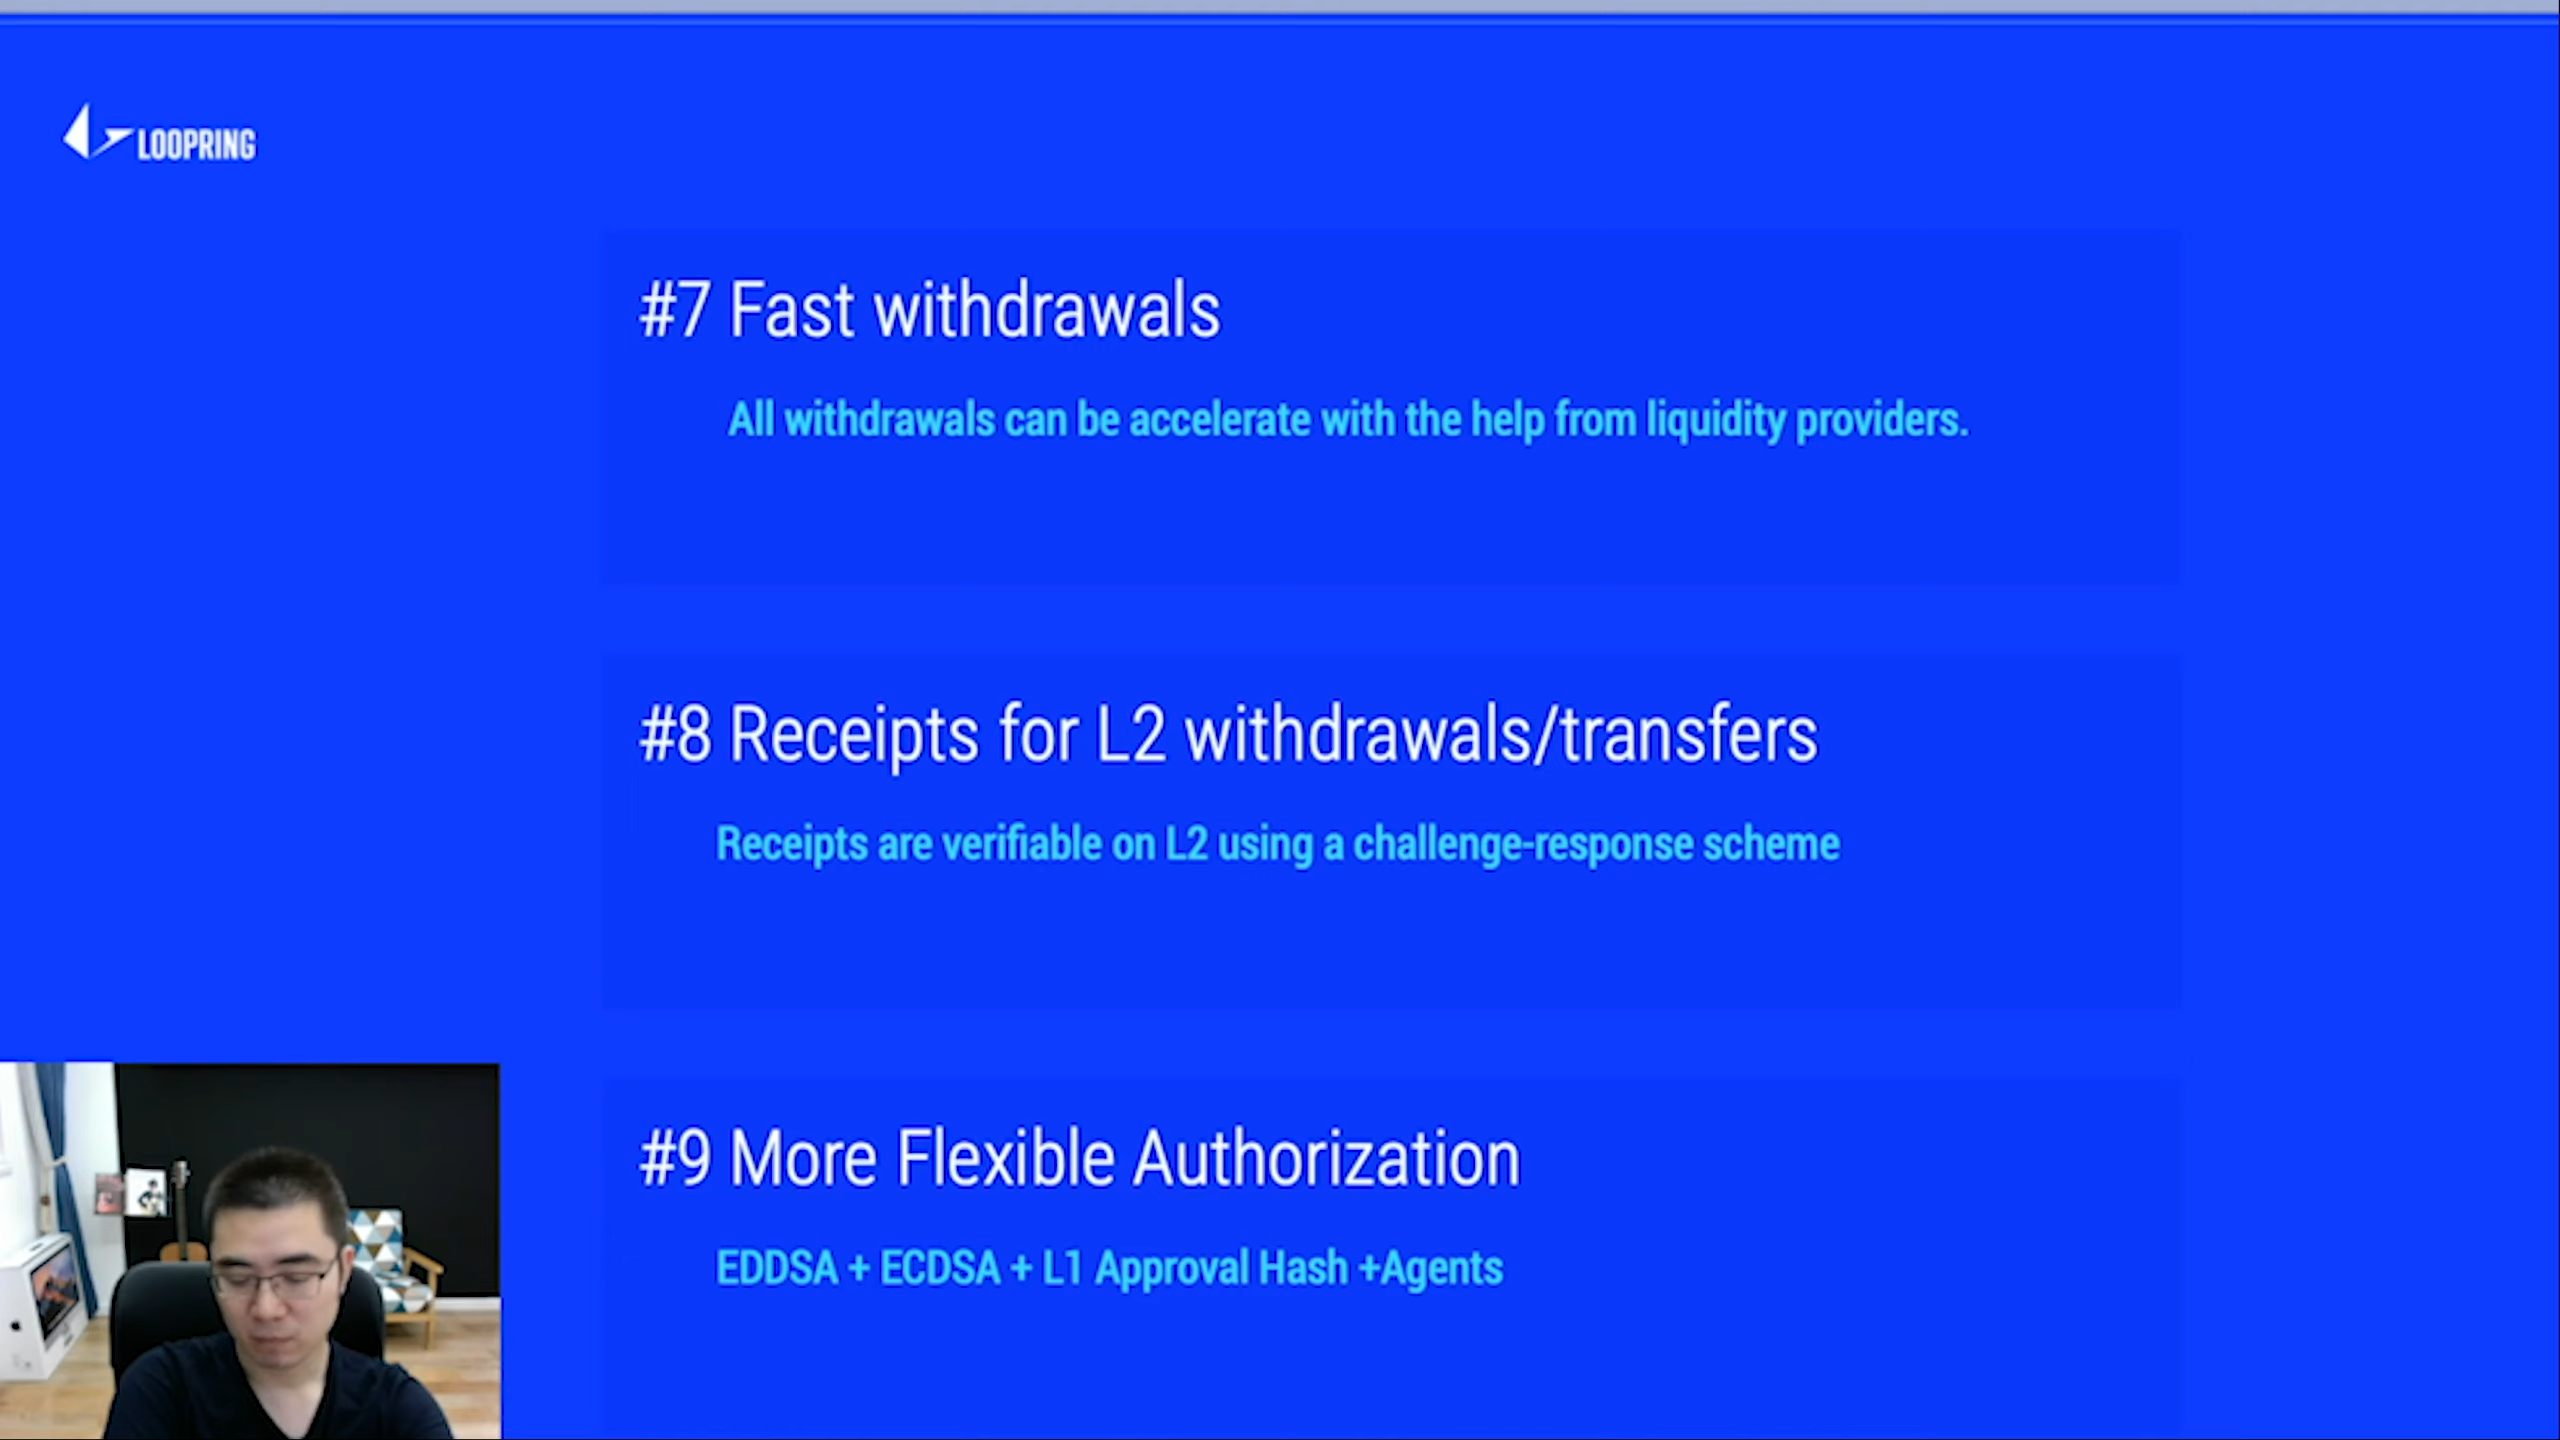 LOOPRING
#7 Fast withdrawals
All withdrawals can be accelerate with the help from liquidity providers.
#8 Receipts for L2 withdrawals/transfers
Receipts are verifiable on L2 using a challenge-response scheme
#9 More Flexible Authorization
EDDSA + ECDSA + L1 Approval Hash +Agents